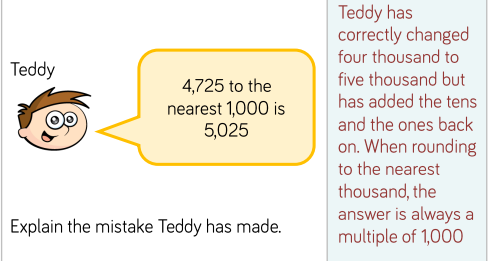 Teddy
4,725 to the
nearest 1,000 is
5,025
Explain the mistake Teddy has made.
Teddy has
correctly changed
four thousand to
five thousand but
has added the tens
and the ones back
on. When rounding
to the nearest
thousand, the
answer is always a
multiple of 1,000